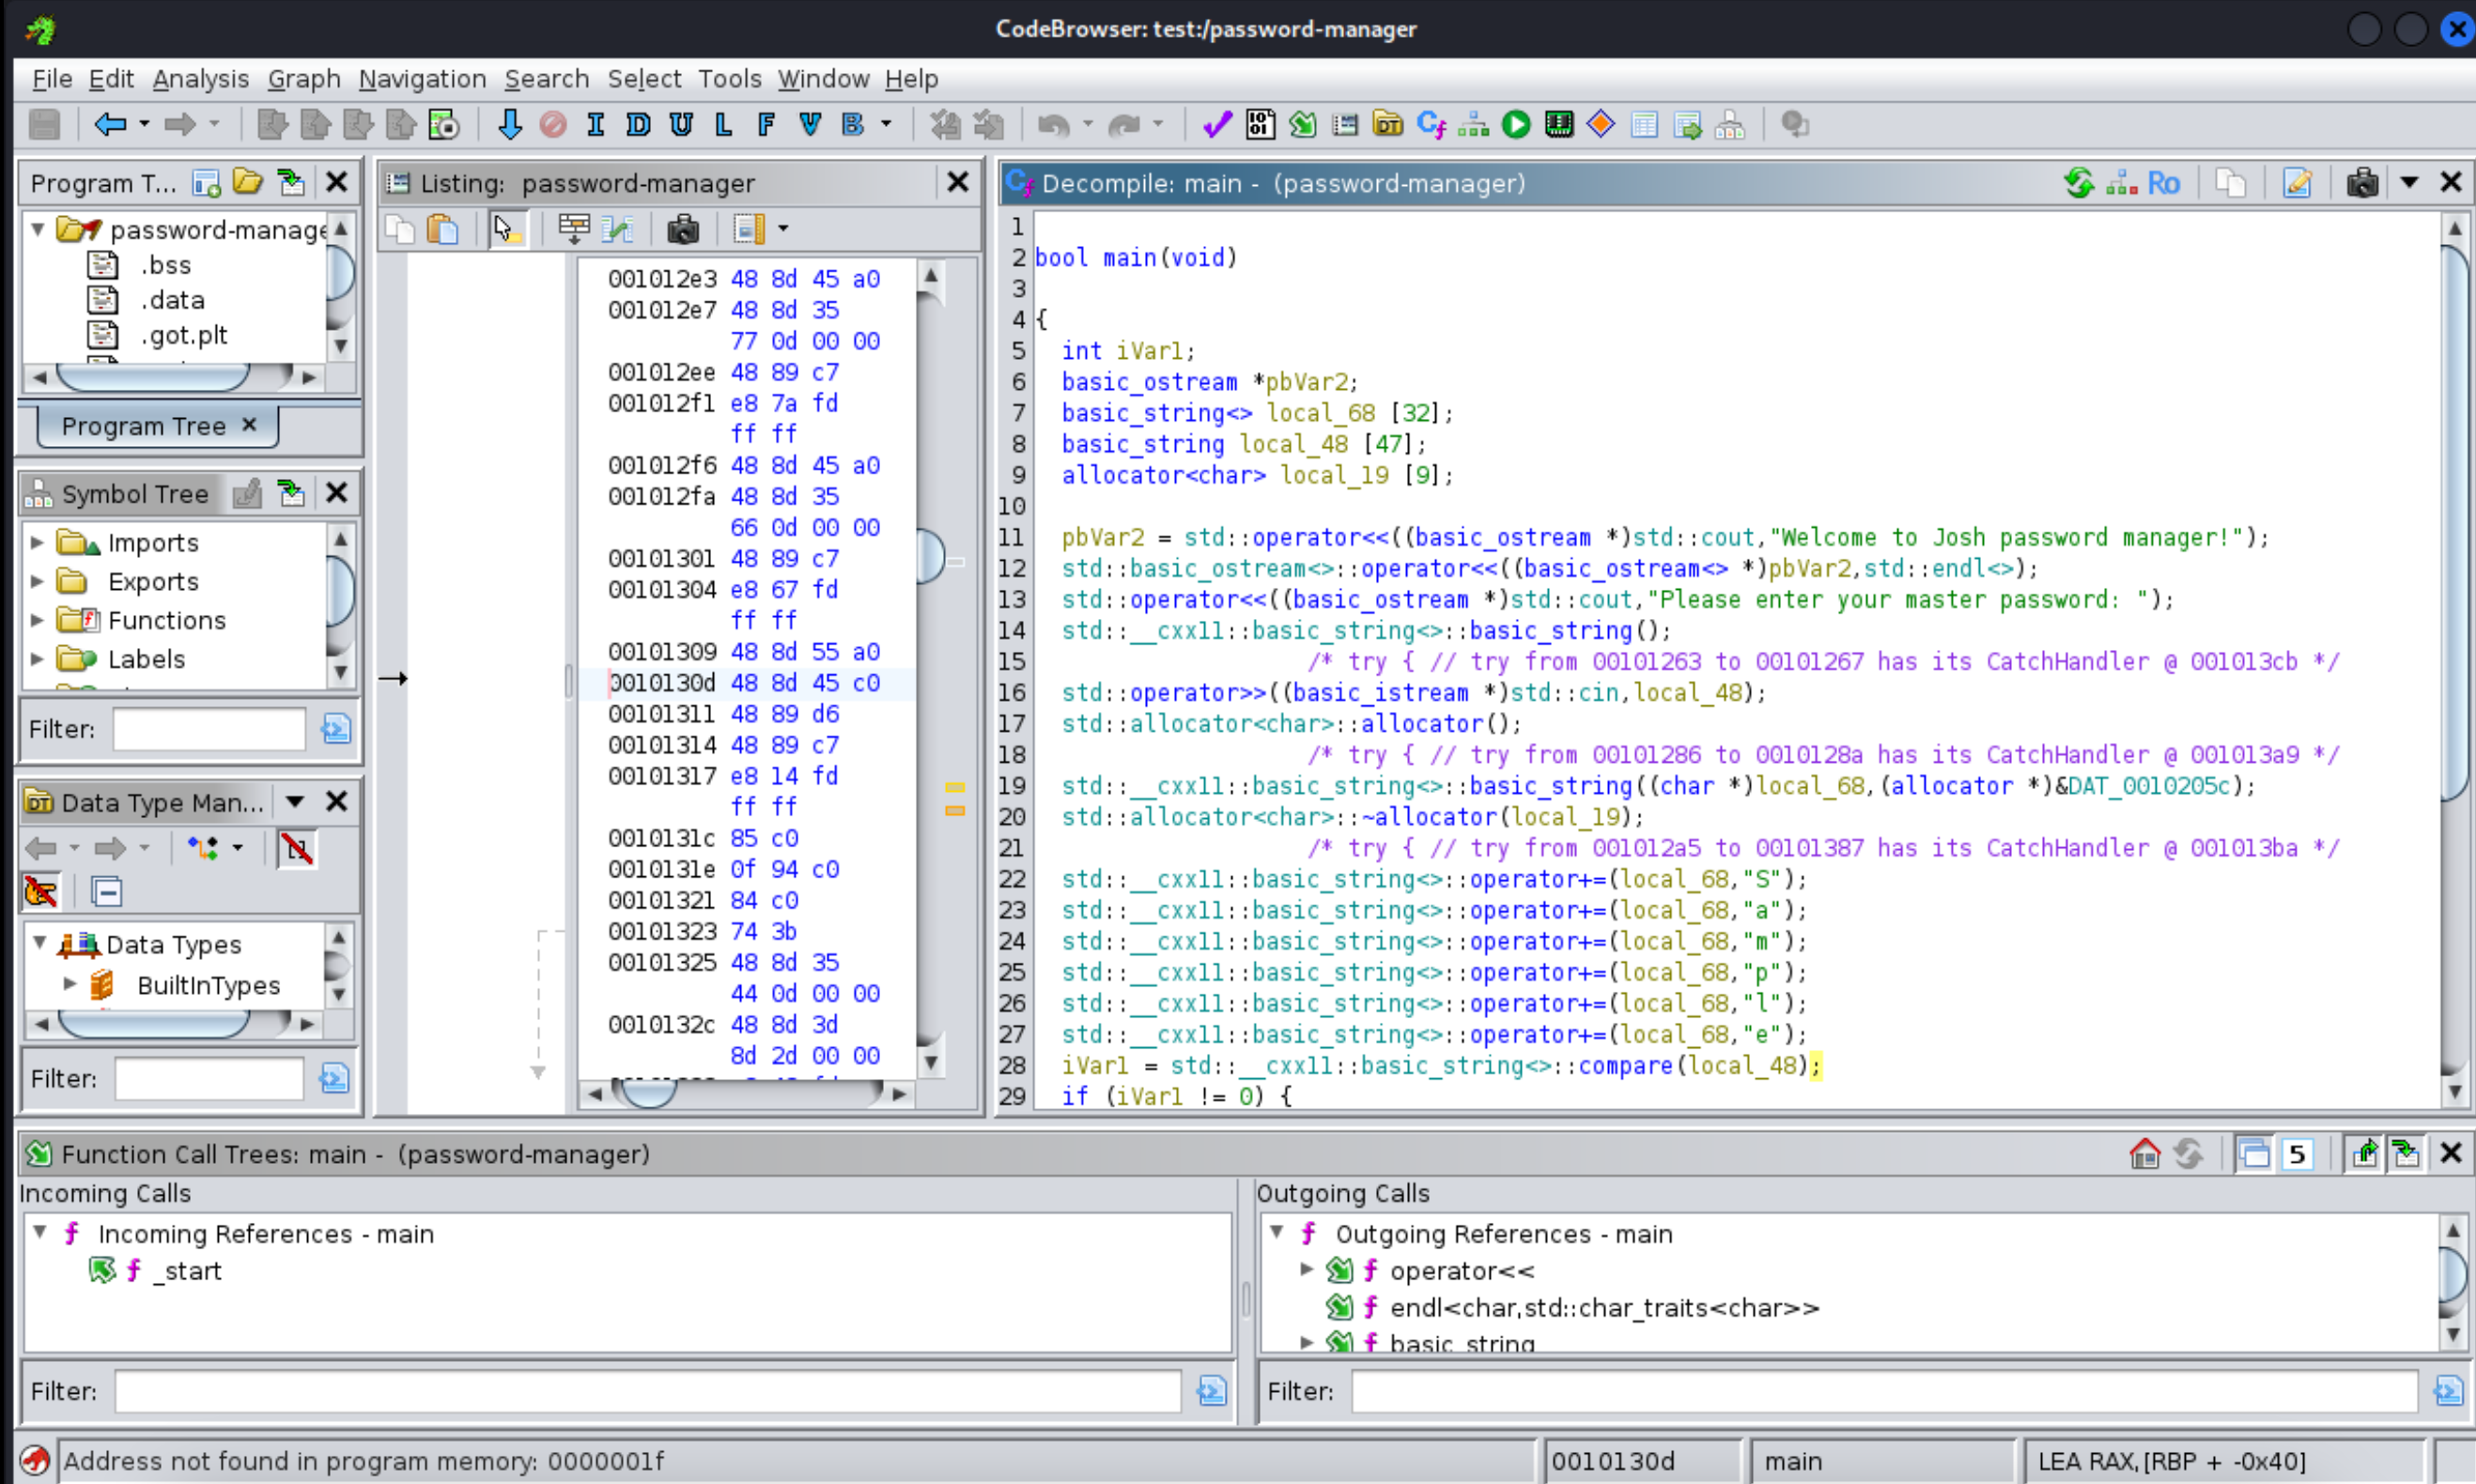 CodeBrowser: test:/password-manager
File Edit Analysis Graph Navigation Search Select Tools Window Help
I D U L F V B
Program T...
password-manage
.bss
.data
.got.plt
Program Tree
Symbol Tree
Imports
Exports
Functions
Labels
Filter:
Data Type Man...
Data Types
BuiltInTypes
Filter:
Listing: password-manager
001012e3 48 8d 45 a0
001012e7 48 8d 35
77 0d 00 00
001012ee 48 89 c7
001012f1 e8 7a fd
ff ff
001012f6 48 8d 45 a0
001012fa 48 8d 35
66 0d 00 00
00101301 48 89 c7
00101304 e8 67 fd
ff ff
00101309 48 8d 55 a0
0010130d 48 8d 45 c0
00101311 48 89 d6
00101314 48 89 c7
00101317 e8 14 fd
ff ff
0010131c 85 c0
0010131e 0f 94 c0
00101321 84 c0
00101323 74 3b
00101325 48 8d 35
44 0d 00 00
0010132c 48 8d 3d
8d 2d 00 00
Decompile: main - (password-manager)
Ro
1
2 bool main(void)
3
4 {
5 int iVar1;
6 basic_ostream *pbVar2;
7 basic_string<> local_68 [32];
8 basic_string local_48 [47];
9 allocator<char> local_19 [9];
10
11 pbVar2 = std::operator<<((basic_ostream *)std::cout,"Welcome to Josh password manager!");
12 std::basic_ostream<>::operator<<((basic_ostream<> *)pbVar2,std::endl<>);
13 std::operator<<((basic_ostream *)std::cout,"Please enter your master password: ");
14 std::__cxx11::basic_string<>::basic_string();
15 /* try { // try from 00101263 to 00101267 has its CatchHandler @ 001013cb */
16 std::operator>>((basic_istream *)std::cin,local_48);
17 std::allocator<char>::allocator();
18 /* try { // try from 00101286 to 0010128a has its CatchHandler @ 001013a9 */
19 std::__cxx11::basic_string<>::basic_string((char *)local_68,(allocator *)&DAT_0010205c);
20 std::allocator<char>::~allocator(local_19);
21 /* try { // try from 001012a5 to 00101387 has its CatchHandler @ 001013ba */
22 std::__cxx11::basic_string<>::operator+=(local_68,"S");
23 std::__cxx11::basic_string<>::operator+=(local_68,"a");
24 std::__cxx11::basic_string<>::operator+=(local_68,"m");
25 std::__cxx11::basic_string<>::operator+=(local_68,"p");
26 std::__cxx11::basic_string<>::operator+=(local_68,"l");
27 std::__cxx11::basic_string<>::operator+=(local_68,"e");
28 iVar1 = std::__cxx11::basic_string<>::compare(local_48);
29 if (iVar1 != 0) {
Function Call Trees: main - (password-manager)
5
Incoming Calls
Incoming References - main
f _start
Filter:
Outgoing Calls
Outgoing References - main
f operator<<
f endl<char,std::char_traits<char>>
f basic_string
Filter:
Address not found in program memory: 0000001f
0010130d
main
LEA RAX,[RBP + -0x40]